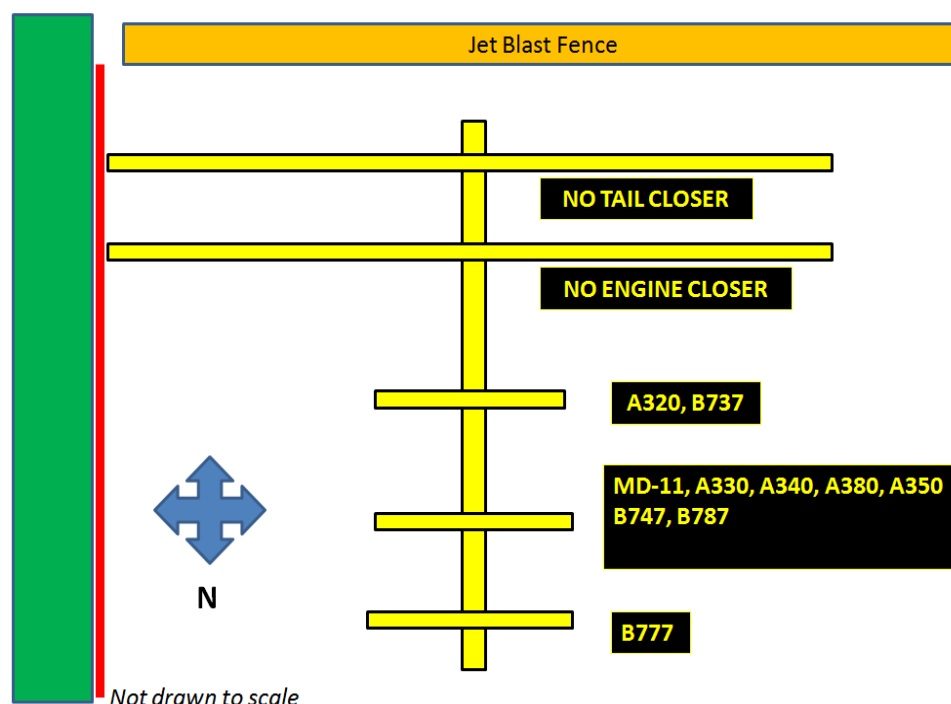 Jet Blast Fence
NO TAIL CLOSER
NO ENGINE CLOSER
A320, B737
MD-11, A330, A340, A380, A350
B747, B787
N
B777
Not drawn to scale